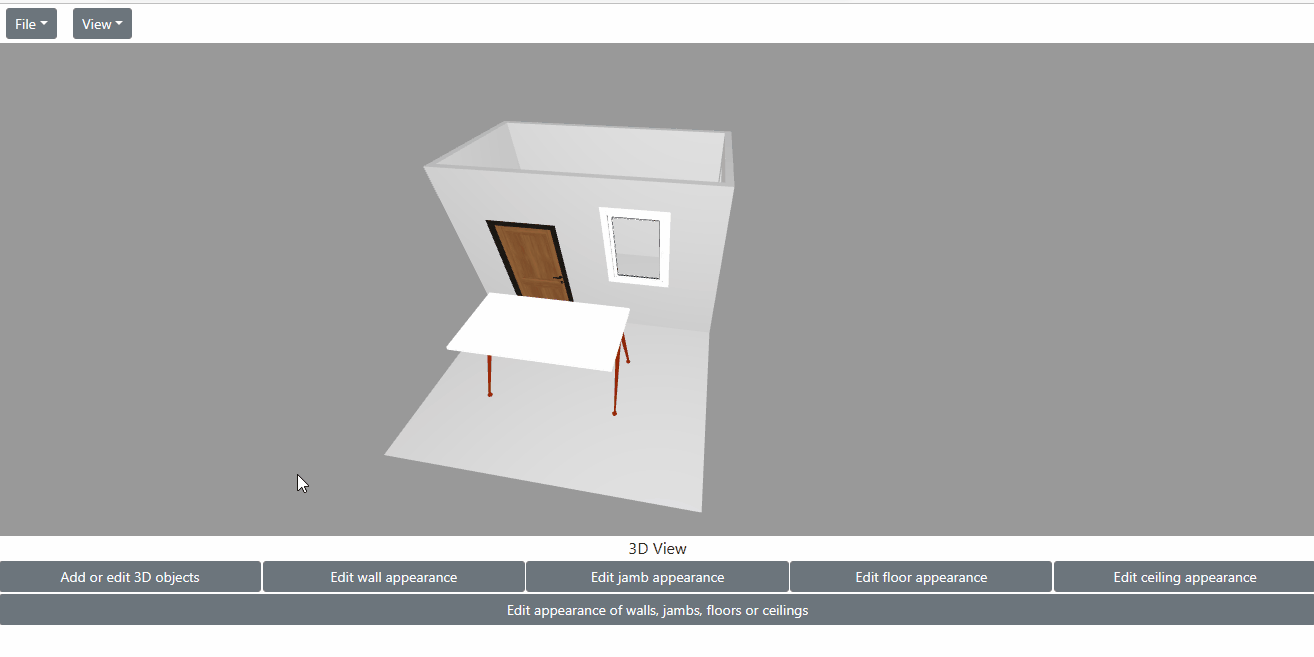 File View
3D View
Add or edit 3D objects Edit wall appearance Edit jamb appearance Edit floor appearance Edit ceiling appearance
Edit appearance of walls, jambs, floors or ceilings